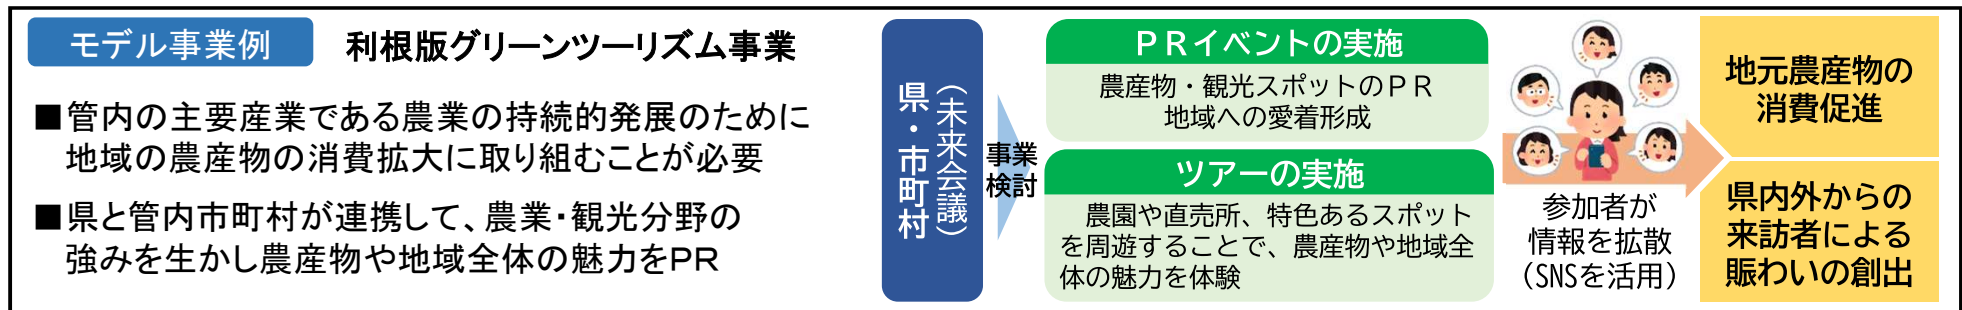 モデル事業例
利根版グリーンツーリズム事業
■管内の主要産業である農業の持続的発展のために
地域の農産物の消費拡大に取り組むことが必要
■県と管内市町村が連携して、農業・観光分野の
強みを生かし農産物や地域全体の魅力をPR
県・市町村
（未来会議）
事業
検討
ＰＲイベントの実施
農産物・観光スポットのＰＲ
地域への愛着形成
ツアーの実施
農園や直売所、特色あるスポット
を周遊することで、農産物や地域全
体の魅力を体験
参加者が
情報を拡散
（SNSを活用）
地元農産物の
消費促進
県内外からの
来訪者による
賑わいの創出